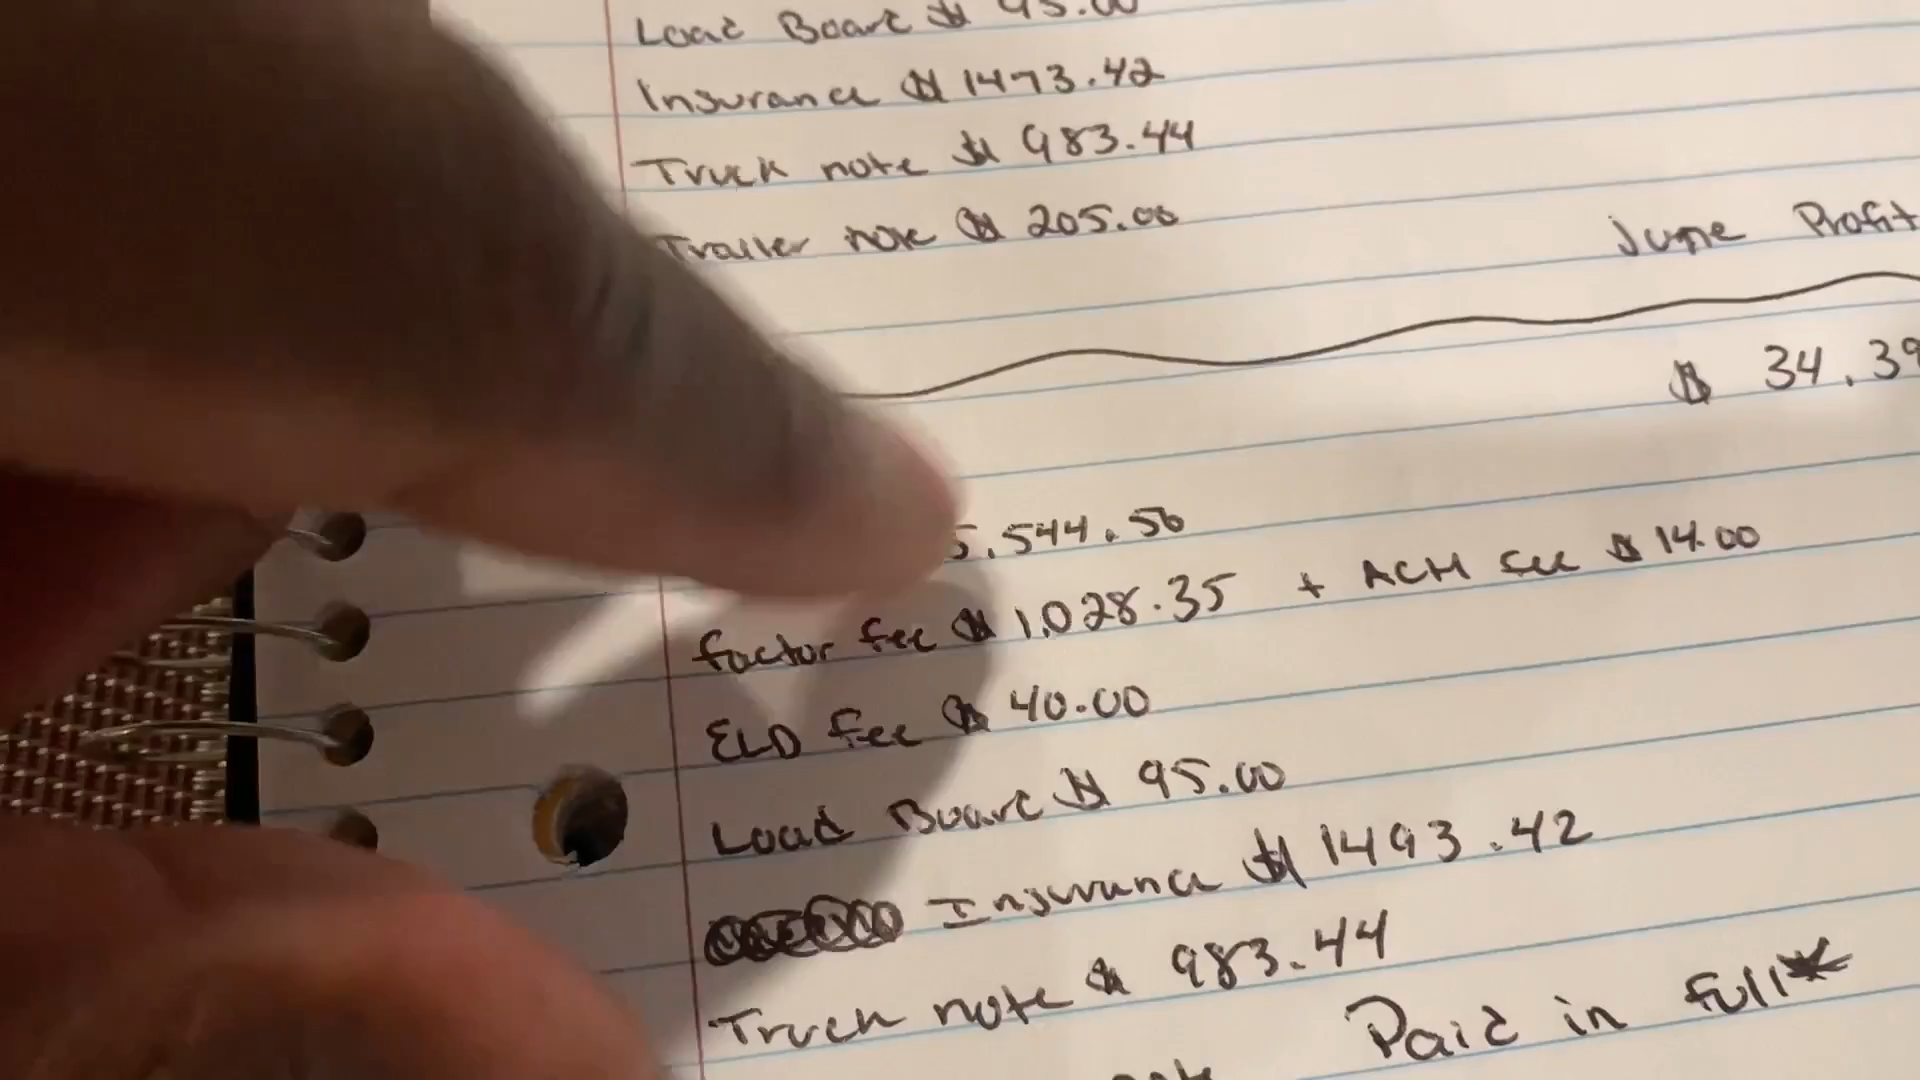 Load Board $ 95.00
Insurance $ 1473.42
Truck note $ 983.44
Trailer note $ 205.00
June Profit
$ 34,39
5,544.56
factor fee $ 1,028.35 + ACH fee $ 14.00
ELD fee $ 40.00
Load Board $ 95.00
Insurance $ 1493.42
Truck note $ 983.44
Paid in full*